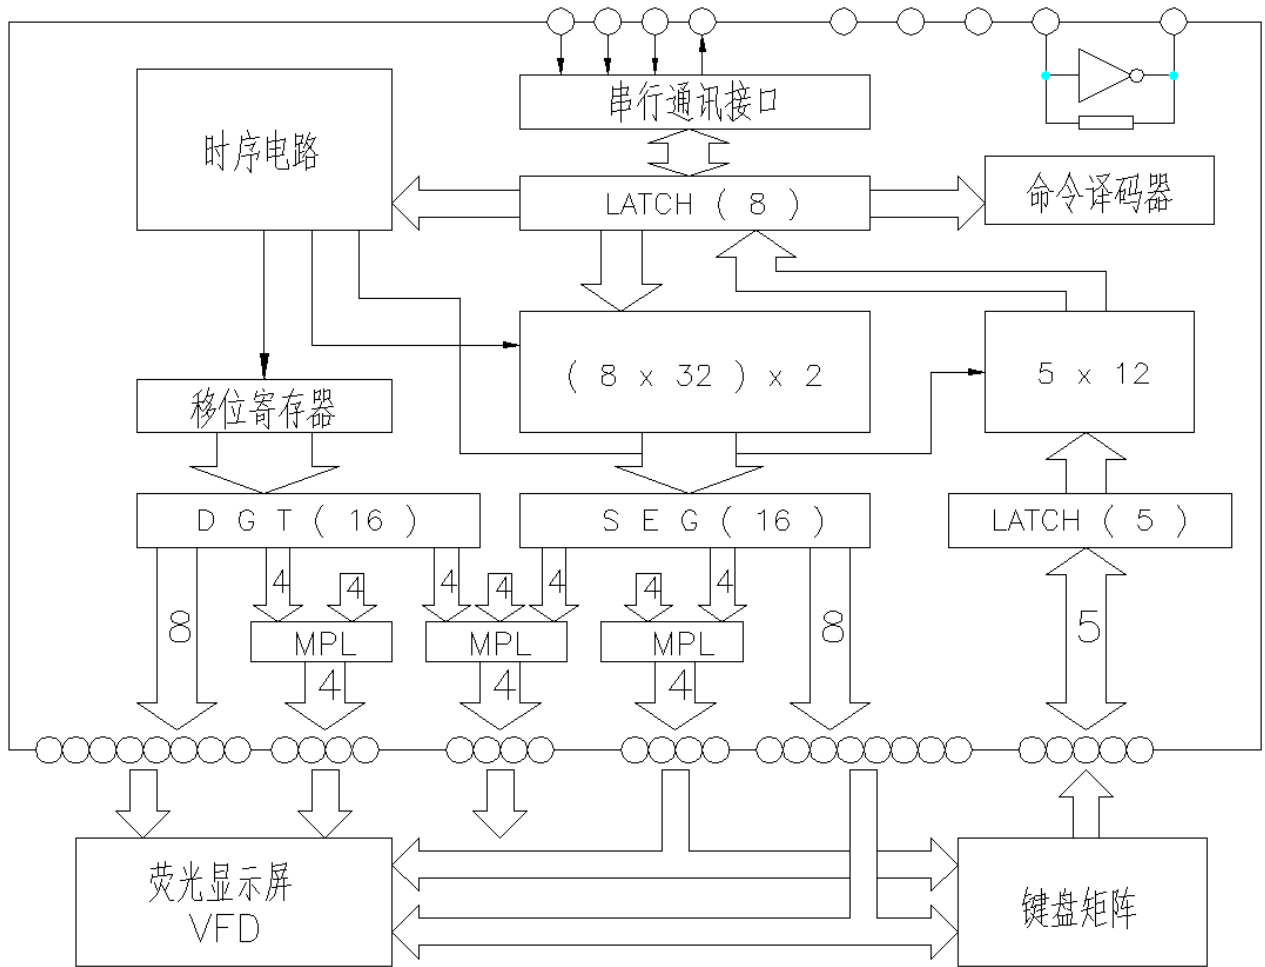 串行通讯接口
时序电路
命令译码器
LATCH ( 8 )
( 8 x 32 ) x 2
5 x 12
移位寄存器
D G T ( 16 )
S E G ( 16 )
LATCH ( 5 )
4
4
4
4
4
4
4
8
MPL
MPL
MPL
8
5
4
4
4
荧光显示屏
VFD
键盘矩阵